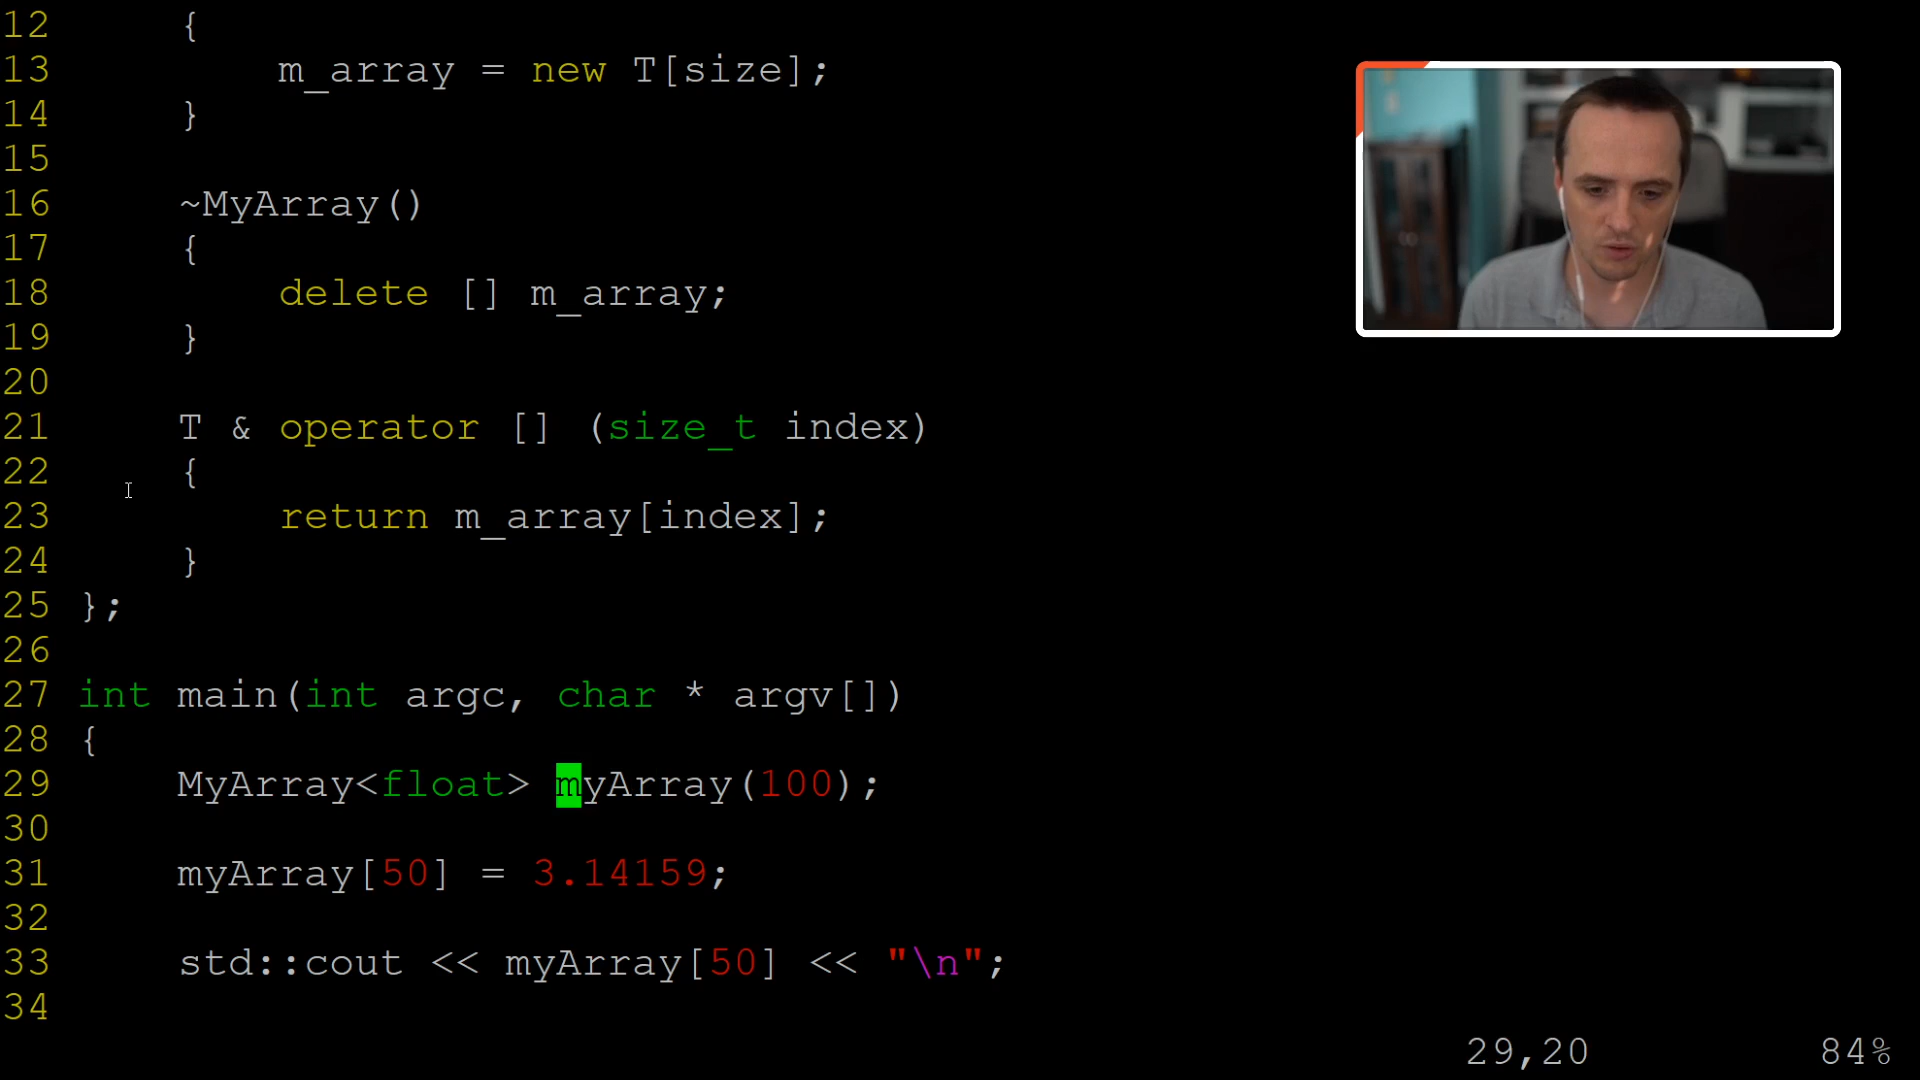 12 {
13 m_array = new T[size];
14 }
15
16 ~MyArray()
17 {
18 delete [] m_array;
19 }
20
21 T & operator [] (size_t index)
22 {
23 return m_array[index];
24 }
25 };
26
27 int main(int argc, char * argv[])
28 {
29 MyArray<float> myArray(100);
30
31 myArray[50] = 3.14159;
32
33 std::cout << myArray[50] << "\n";
34
29,20 84%